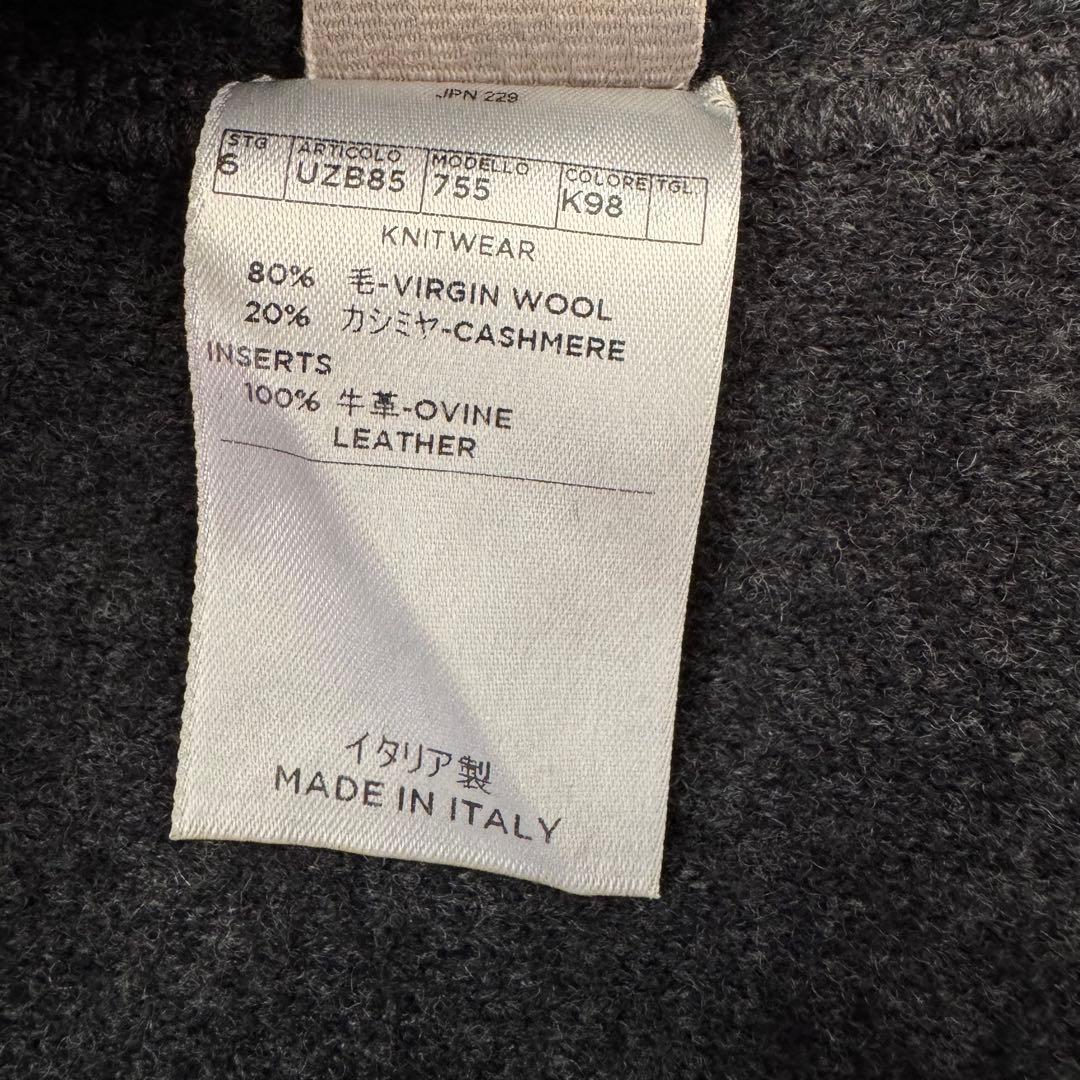 JPN 229
STG ARTICOLO MODELLO COLORE TGL
6 UZB85 755 K98
KNITWEAR
80% 毛-VIRGIN WOOL
20% カシミヤ-CASHMERE
INSERTS
100% 牛革-OVINE
LEATHER
イタリア製
MADE IN ITALY